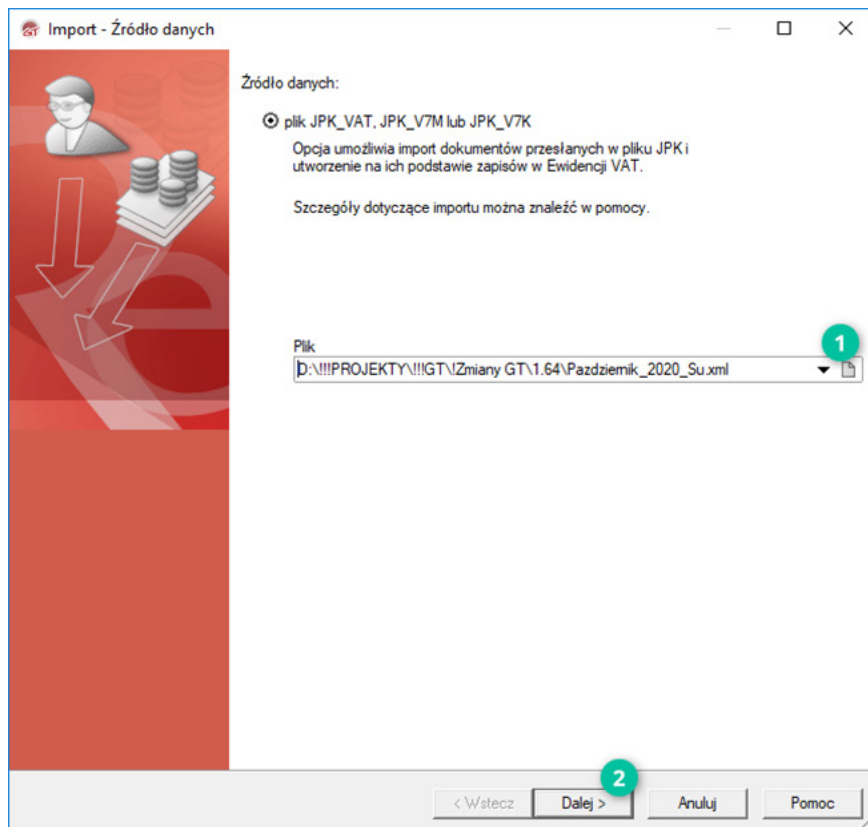 Import - Źródło danych
Źródło danych:
plik JPK_VAT, JPK_V7M lub JPK_V7K
Opcja umożliwia import dokumentów przesłanych w pliku JPK i
utworzenie na ich podstawie zapisów w Ewidencji VAT.
Szczegóły dotyczące importu można znaleźć w pomocy.
Plik
1
D:\!!!PROJEKTY\!!!GT\!Zmiany GT\1.64\Pazdziernik_2020_Su.xml
2
< Wstecz Dalej > Anuluj Pomoc